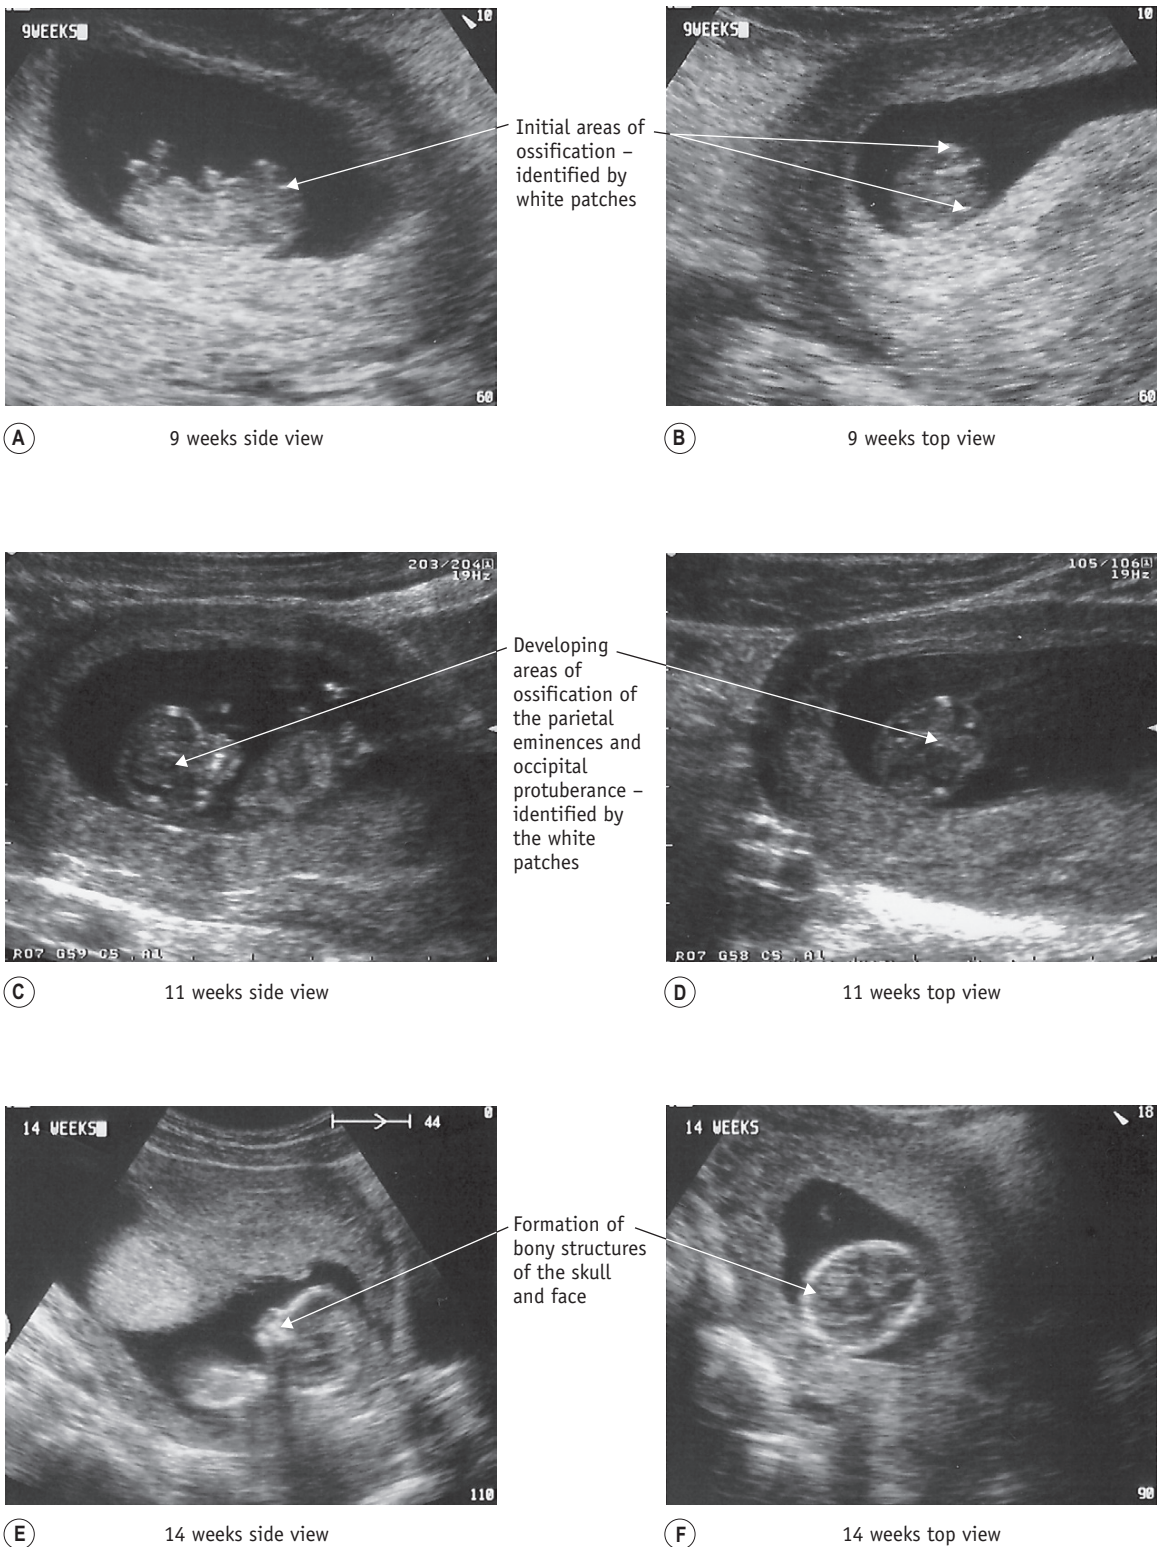 9WEEKS
10
60
9WEEKS
10
60
Initial areas of
ossification –
identified by
white patches
A
9 weeks side view
B
9 weeks top view
203/204
19Hz
R07 G59 C5 A1
105/106
19Hz
R07 G58 C5 A1
Developing
areas of
ossification of
the parietal
eminences and
occipital
protuberance –
identified by
the white
patches
C
11 weeks side view
D
11 weeks top view
14 WEEKS
44
0
110
14 WEEKS
18
90
Formation of
bony structures
of the skull
and face
E
14 weeks side view
F
14 weeks top view